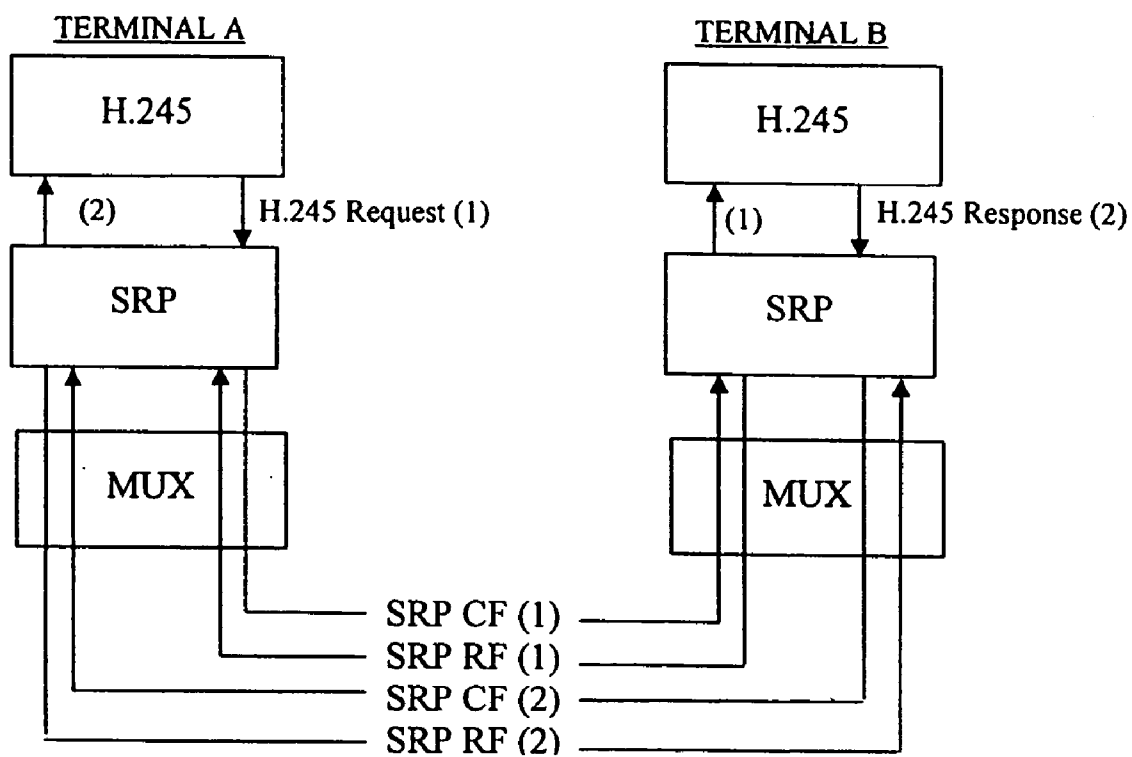 TERMINAL A
TERMINAL B
H.245
H.245
(2)
H.245 Request (1)
(1)
H.245 Response (2)
SRP
SRP
MUX
MUX
SRP CF (1)
SRP RF (1)
SRP CF (2)
SRP RF (2)